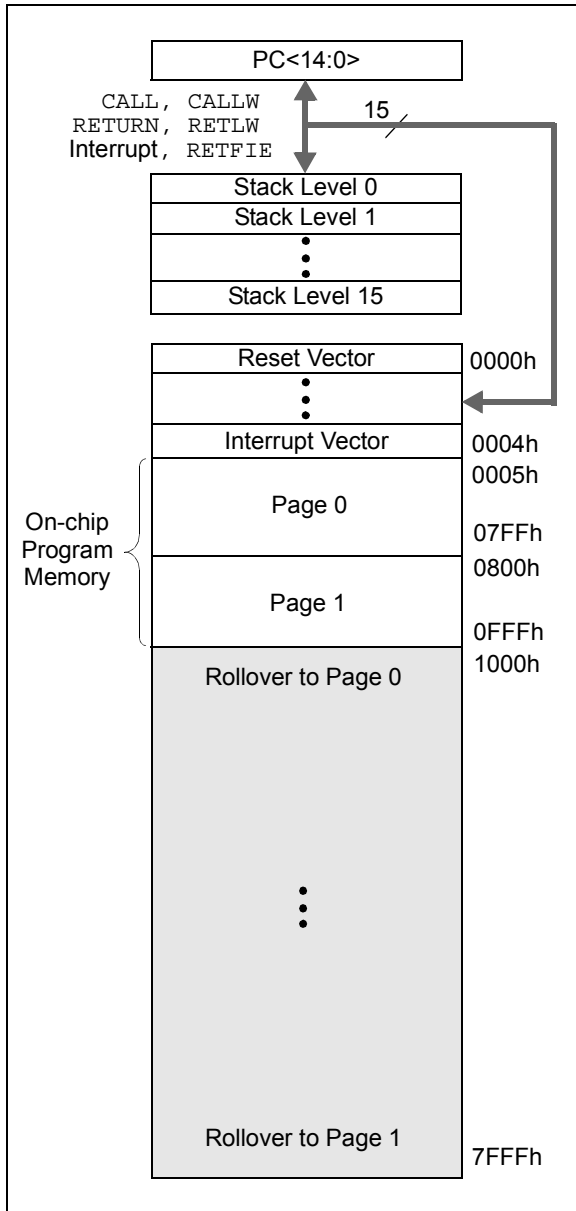 PC<14:0>
CALL, CALLW
RETURN, RETLW
Interrupt, RETFIE
15
Stack Level 0
Stack Level 1
Stack Level 15
Reset Vector
0000h
Interrupt Vector
0004h
0005h
On-chip
Program
Memory
Page 0
07FFh
0800h
Page 1
0FFFh
1000h
Rollover to Page 0
Rollover to Page 1
7FFFh